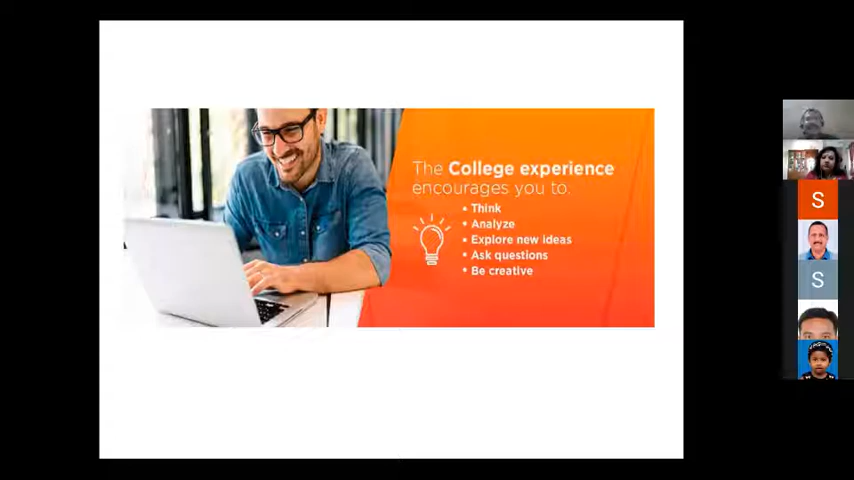 The College experience
encourages you to:
• Think
• Analyze
• Explore new ideas
• Ask questions
• Be creative
S
S